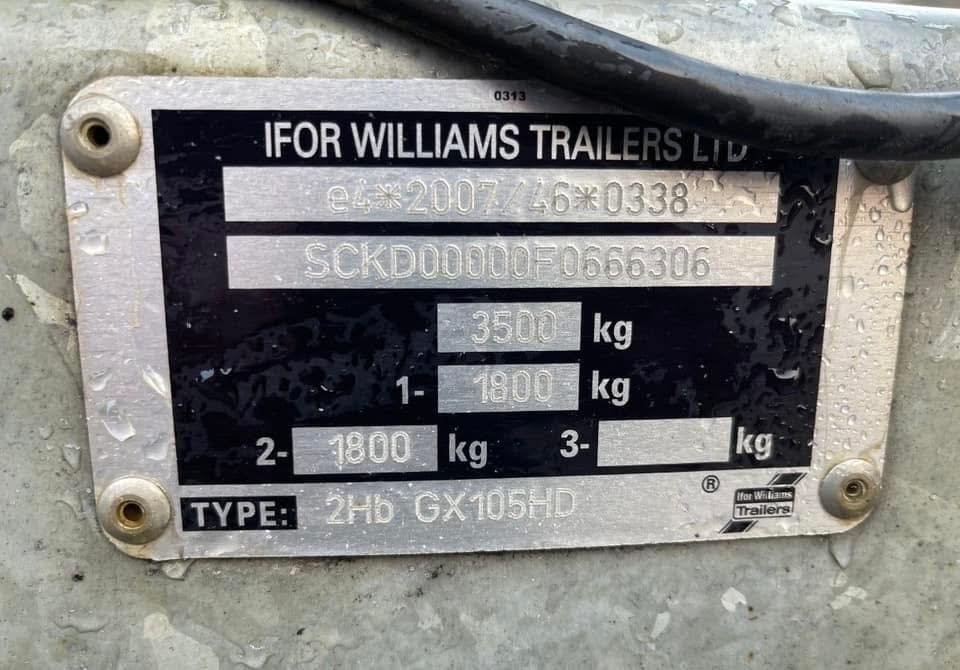 0313
IFOR WILLIAMS TRAILERS LTD
e4*2007/46*0338
SCKD00000F0666306
3500 kg
1- 1800 kg
2- 1800 kg 3- kg
TYPE: 2Hb GX105HD ®
Ifor Williams
Trailers